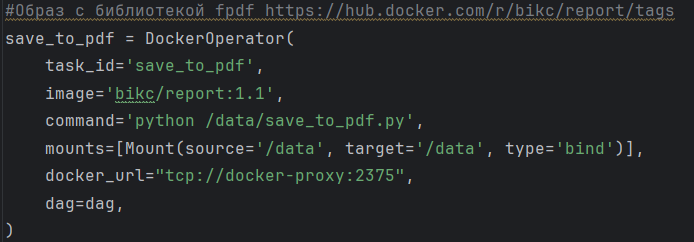 #Образ с библиотекой fpdf https://hub.docker.com/r/bikc/report/tags
save_to_pdf = DockerOperator(
    task_id='save_to_pdf',
    image='bikc/report:1.1',
    command='python /data/save_to_pdf.py',
    mounts=[Mount(source='/data', target='/data', type='bind')],
    docker_url="tcp://docker-proxy:2375",
    dag=dag,
)